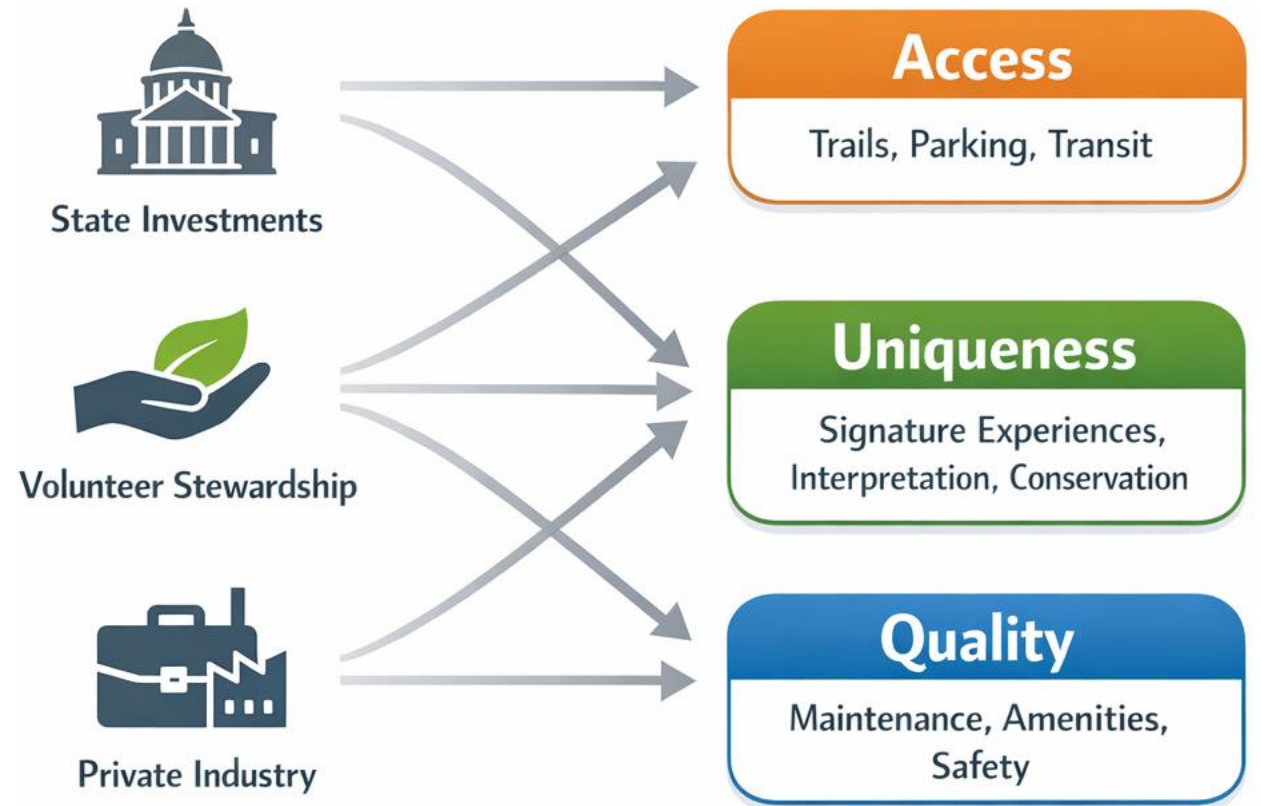 State Investments
Volunteer Stewardship
Private Industry
Access
Trails, Parking, Transit
Uniqueness
Signature Experiences,
Interpretation, Conservation
Quality
Maintenance, Amenities,
Safety